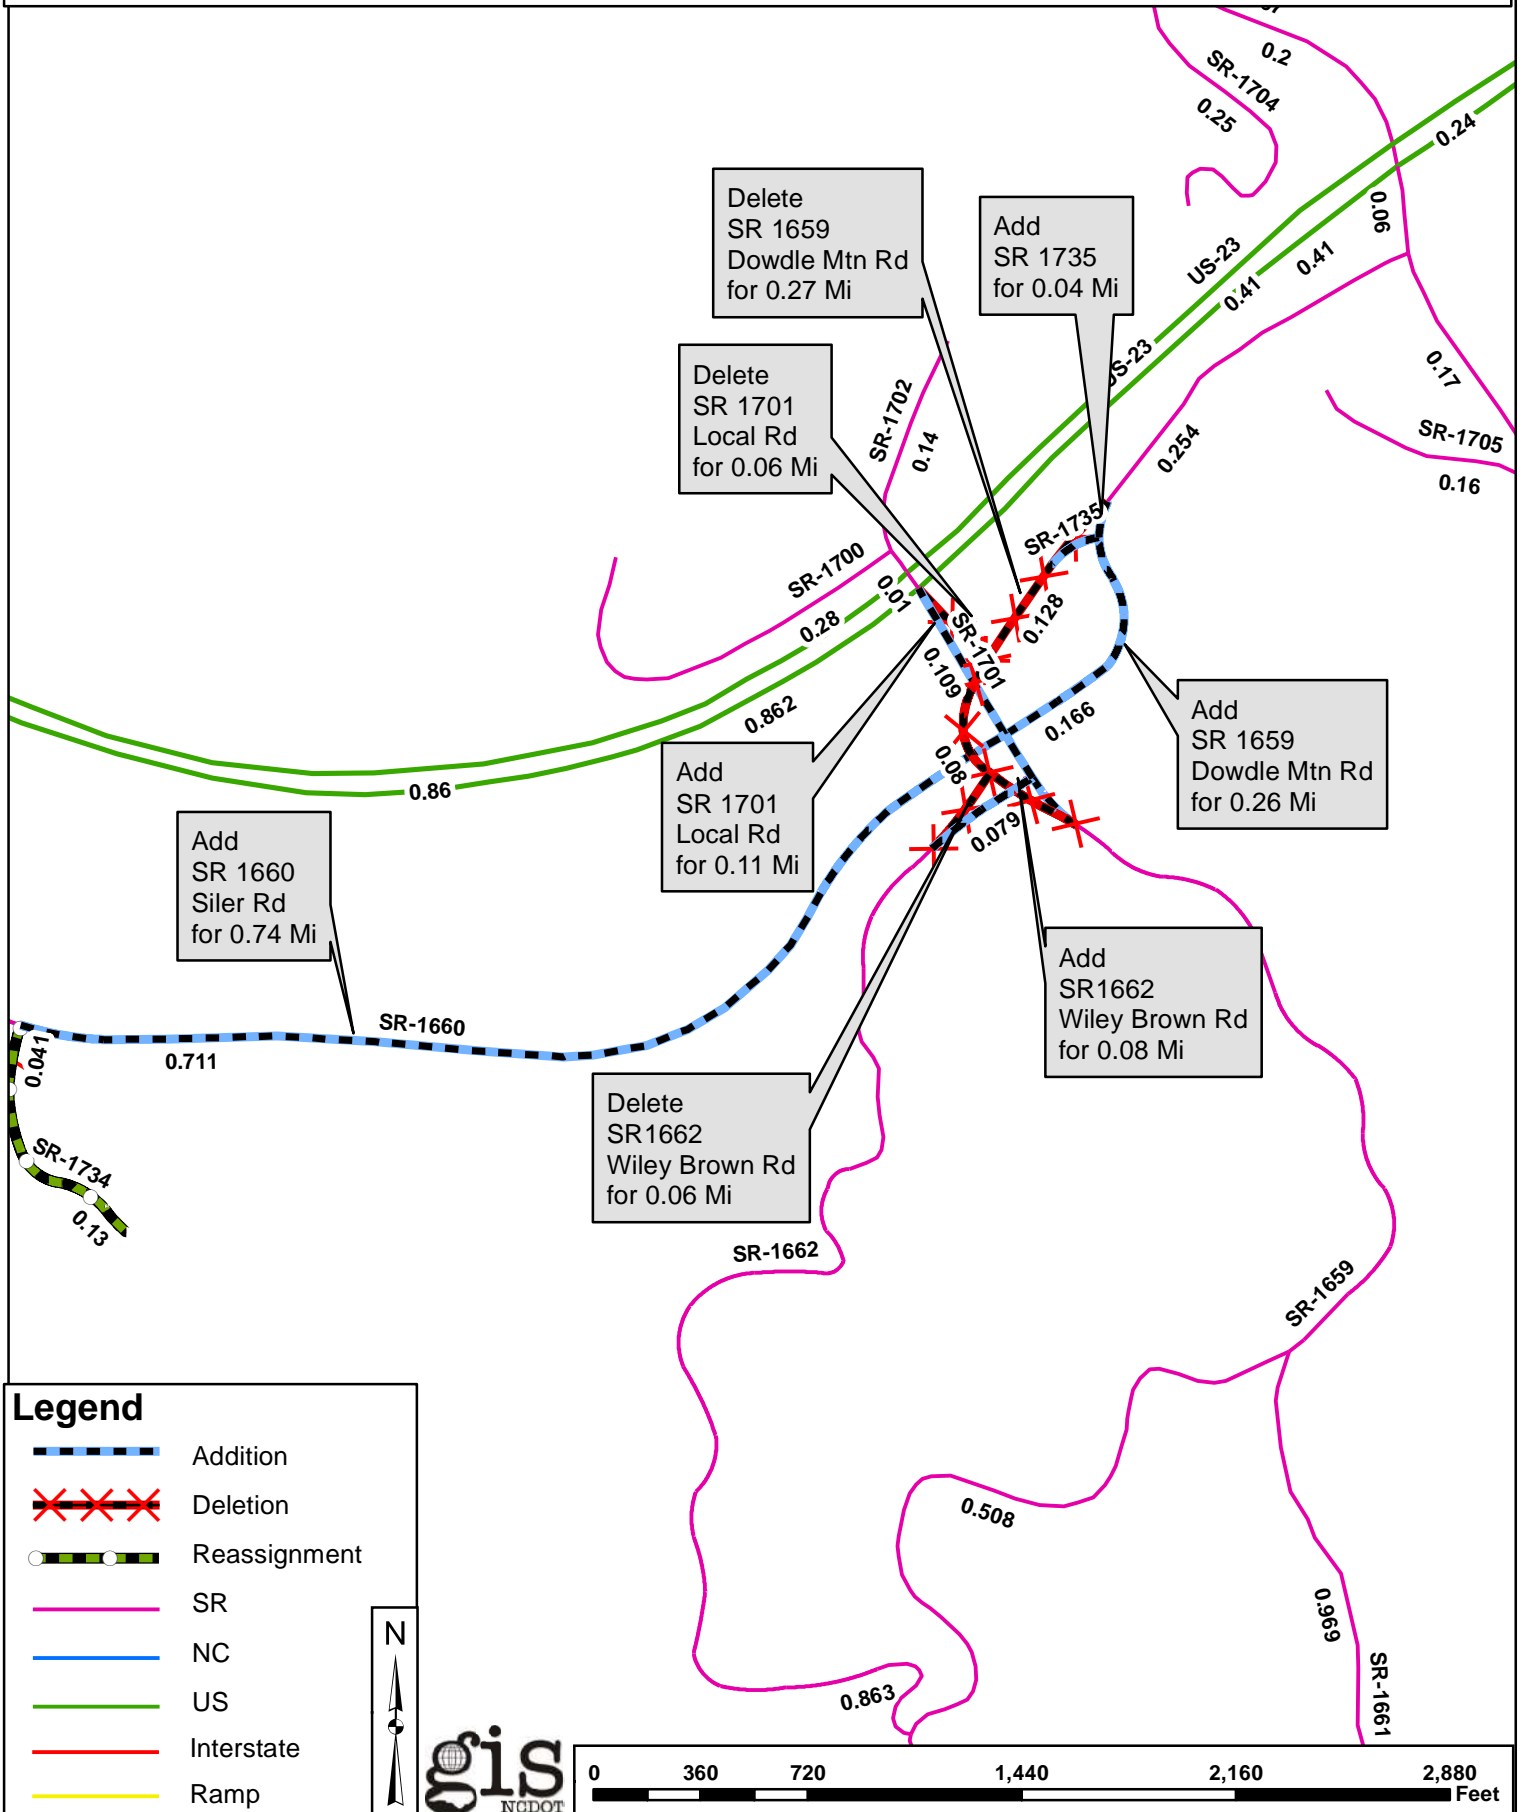 0.2
SR-1704
0.25
0.24
0.06
US-23
0.41
0.41
0.17
SR-1705
0.16
Delete
SR 1659
Dowdle Mtn Rd
for 0.27 Mi
Add
SR 1735
for 0.04 Mi
Delete
SR 1701
Local Rd
for 0.06 Mi
SR-1702
0.14
US-23
0.254
SR-1735
SR-1700
0.01
0.28
0.128
SR-1701
0.109
0.862
0.86
0.166
0.08
0.079
Add
SR 1659
Dowdle Mtn Rd
for 0.26 Mi
Add
SR 1701
Local Rd
for 0.11 Mi
Add
SR 1660
Siler Rd
for 0.74 Mi
Add
SR1662
Wiley Brown Rd
for 0.08 Mi
SR-1660
0.711
0.041
SR-1734
0.13
Delete
SR1662
Wiley Brown Rd
for 0.06 Mi
SR-1662
SR-1659
0.508
0.969
SR-1661
0.863
Legend
Addition
Deletion
Reassignment
SR
NC
US
Interstate
Ramp
N
gis
NCDOT
0 360 720 1,440 2,160 2,880
Feet